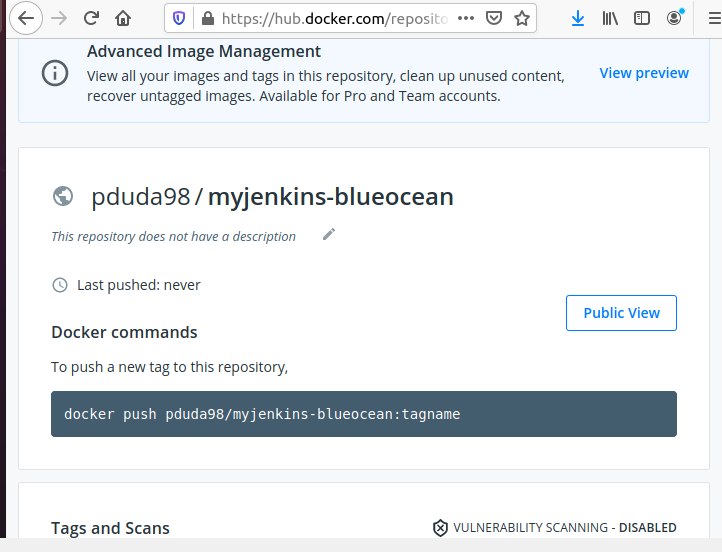 https://hub.docker.com/reposito
Advanced Image Management
View all your images and tags in this repository, clean up unused content,
recover untagged images. Available for Pro and Team accounts.
View preview
pduda98 / myjenkins-blueocean
This repository does not have a description
Last pushed: never
Public View
Docker commands
To push a new tag to this repository,
docker push pduda98/myjenkins-blueocean:tagname
Tags and Scans
VULNERABILITY SCANNING - DISABLED